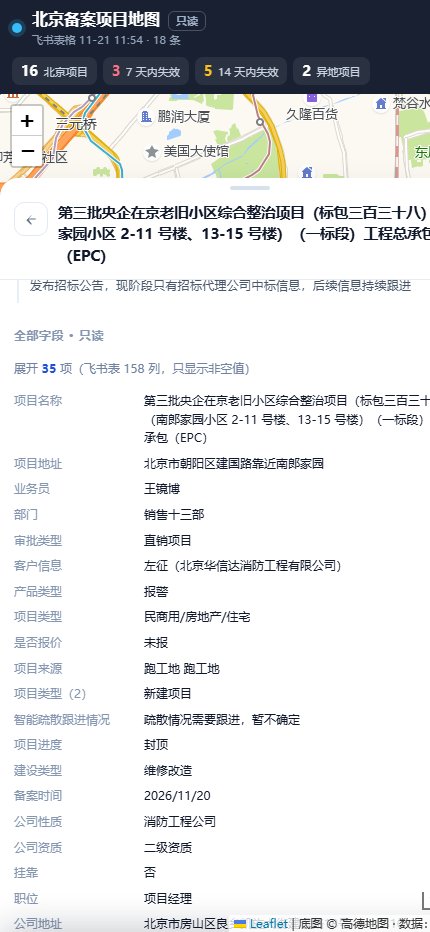 北京备案项目地图 只读
飞书表格 11-21 11:54 · 18 条
16 北京项目 3 7 天内失效 5 14 天内失效 2 异地项目
+
−
三元桥
社区
鹏润大厦
美国大使馆
久隆百货
梵谷水
东
←
第三批央企在京老旧小区综合整治项目（标包三百三十八）
家园小区 2-11 号楼、13-15 号楼）（一标段）工程总承包
（EPC）
发布招标公告，现阶段只有招标代理公司中标信息，后续信息持续跟进
全部字段 • 只读
展开 35 项（飞书表 158 列，只显示非空值）
项目名称 第三批央企在京老旧小区综合整治项目（标包三百三十
（南郎家园小区 2-11 号楼、13-15 号楼）（一标段）
承包（EPC）
项目地址 北京市朝阳区建国路靠近南郎家园
业务员 王镜博
部门 销售十三部
审批类型 直销项目
客户信息 左征（北京华信达消防工程有限公司）
产品类型 报警
项目类型 民商用/房地产/住宅
是否报价 未报
项目来源 跑工地 跑工地
项目类型（2） 新建项目
智能疏散跟进情况 疏散情况需要跟进，暂不确定
项目进度 封顶
建设类型 维修改造
备案时间 2026/11/20
公司性质 消防工程公司
公司资质 二级资质
挂靠 否
职位 项目经理
公司地址 北京市房山区良
Leaflet | 底图 © 高德地图 · 数据: